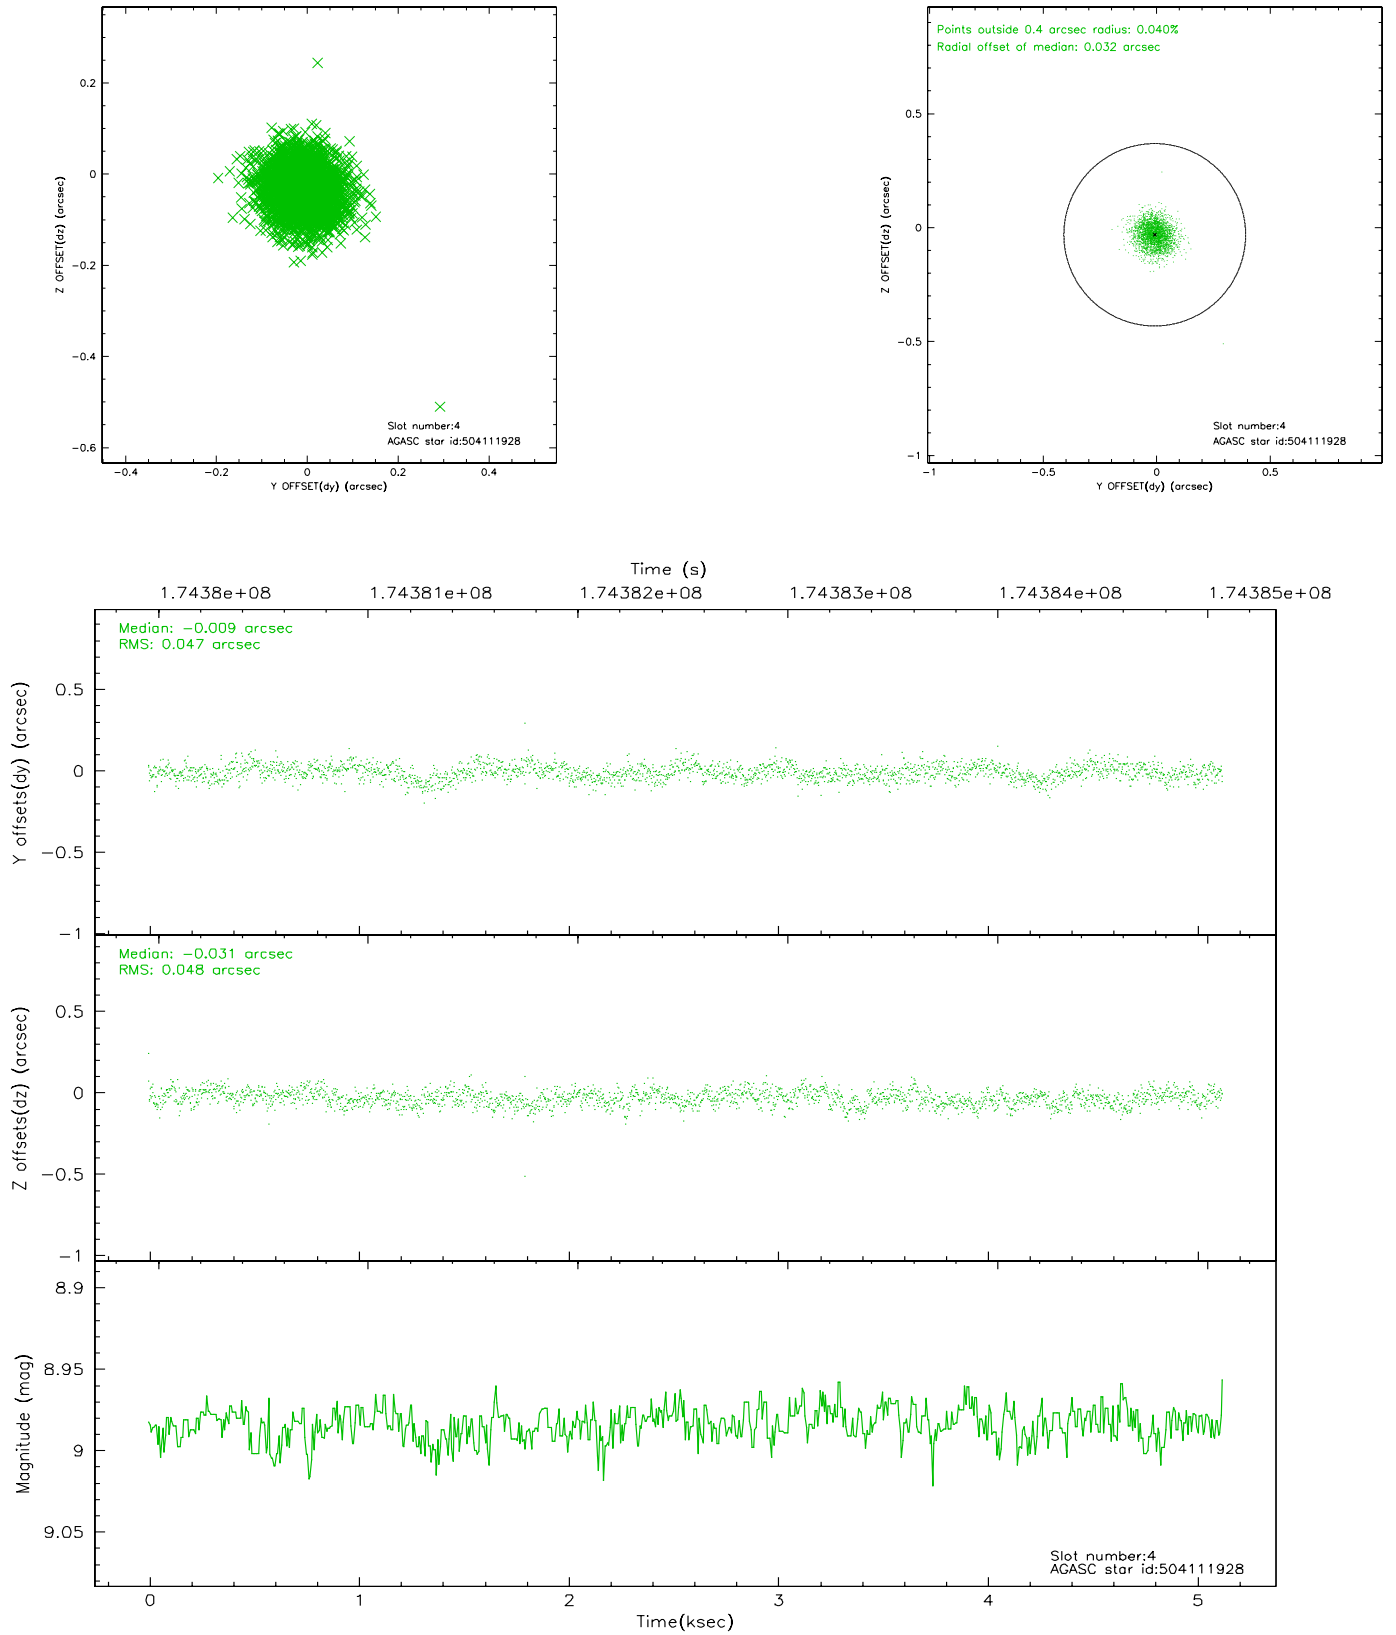 0.2
0
-0.2
-0.4
-0.6
Z OFFSET(dz) (arcsec)
Slot number:4
AGASC star id:504111928
-0.4 -0.2 0 0.2 0.4
Y OFFSET(dy) (arcsec)
Points outside 0.4 arcsec radius: 0.040%
Radial offset of median: 0.032 arcsec
0.5
0
-0.5
-1
Z OFFSET(dz) (arcsec)
Slot number:4
AGASC star id:504111928
-1 -0.5 0 0.5
Y OFFSET(dy) (arcsec)
Time (s)
1.7438e+08 1.74381e+08 1.74382e+08 1.74383e+08 1.74384e+08 1.74385e+08
Median: -0.009 arcsec
RMS: 0.047 arcsec
0.5
0
-0.5
-1
Y offsets(dy) (arcsec)
Median: -0.031 arcsec
RMS: 0.048 arcsec
0.5
0
-0.5
-1
Z offsets(dz) (arcsec)
8.9
8.95
9
9.05
Magnitude (mag)
Slot number:4
AGASC star id:504111928
0 1 2 3 4 5
Time(ksec)